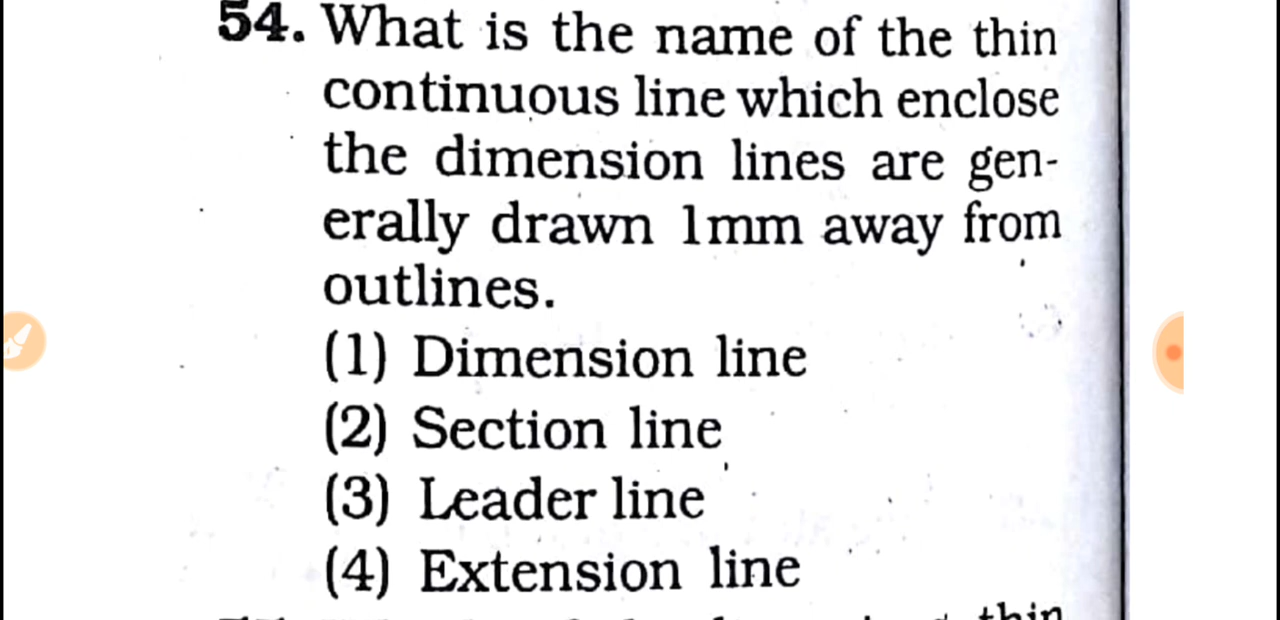 54. What is the name of the thin
continuous line which enclose
the dimension lines are gen-
erally drawn 1mm away from
outlines.
(1) Dimension line
(2) Section line
(3) Leader line
(4) Extension line
thin